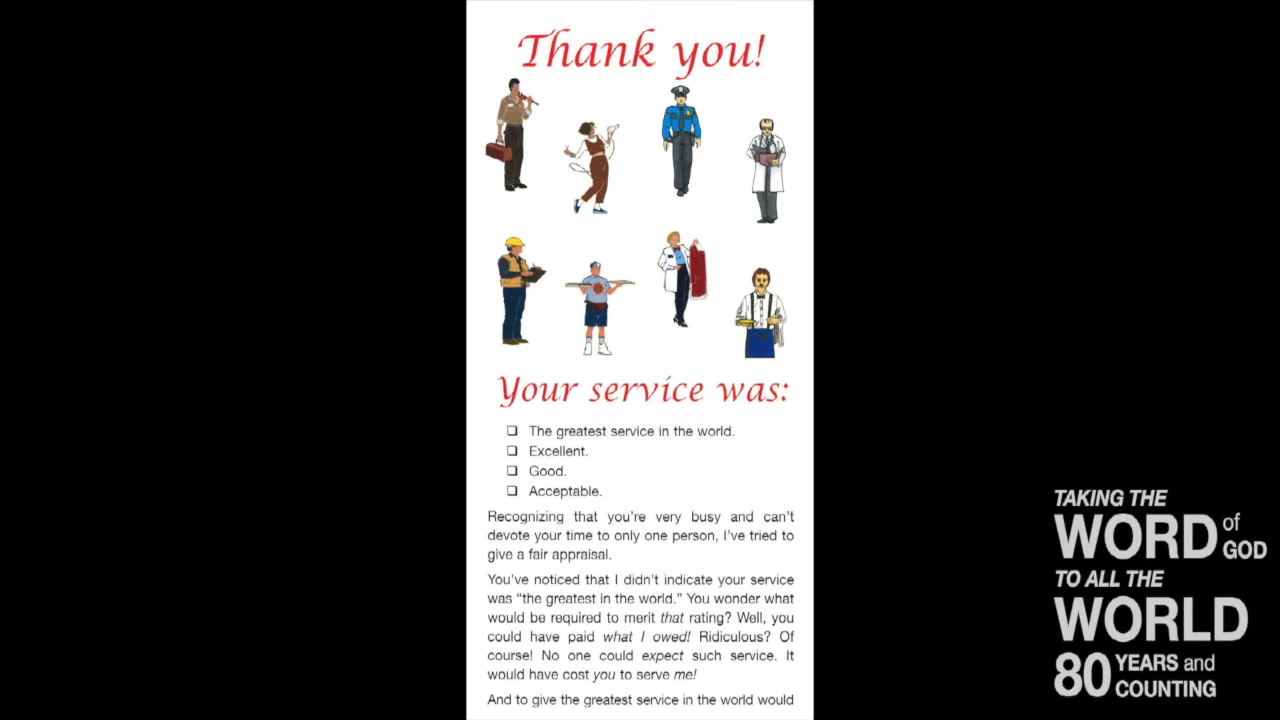 Thank you!
Your service was:
❑ The greatest service in the world.
❑ Excellent.
❑ Good.
❑ Acceptable.
Recognizing that you're very busy and can't
devote your time to only one person, I've tried to
give a fair appraisal.
You've noticed that I didn't indicate your service
was “the greatest in the world.” You wonder what
would be required to merit that rating? Well, you
could have paid what I owed! Ridiculous? Of
course! No one could expect such service. It
would have cost you to serve me!
And to give the greatest service in the world would
TAKING THE
WORD of GOD
TO ALL THE
WORLD
80 YEARS and
COUNTING